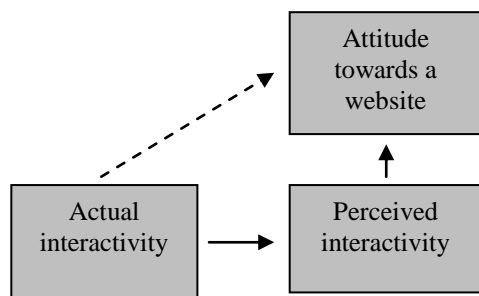 Attitude
towards a
website
Actual
interactivity
Perceived
interactivity